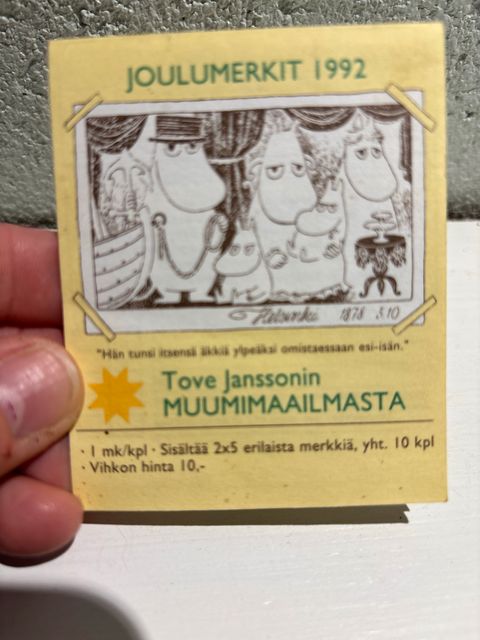 JOULUMERKIT 1992
Helsinki 1878 3.10
"Hän tunsi itsensä äkkiä ylpeäksi omistaessaan esi-isän."
Tove Janssonin
MUUMIMAAILMASTA
· 1 mk/kpl · Sisältää 2x5 erilaista merkkiä, yht. 10 kpl
· Vihkon hinta 10,-